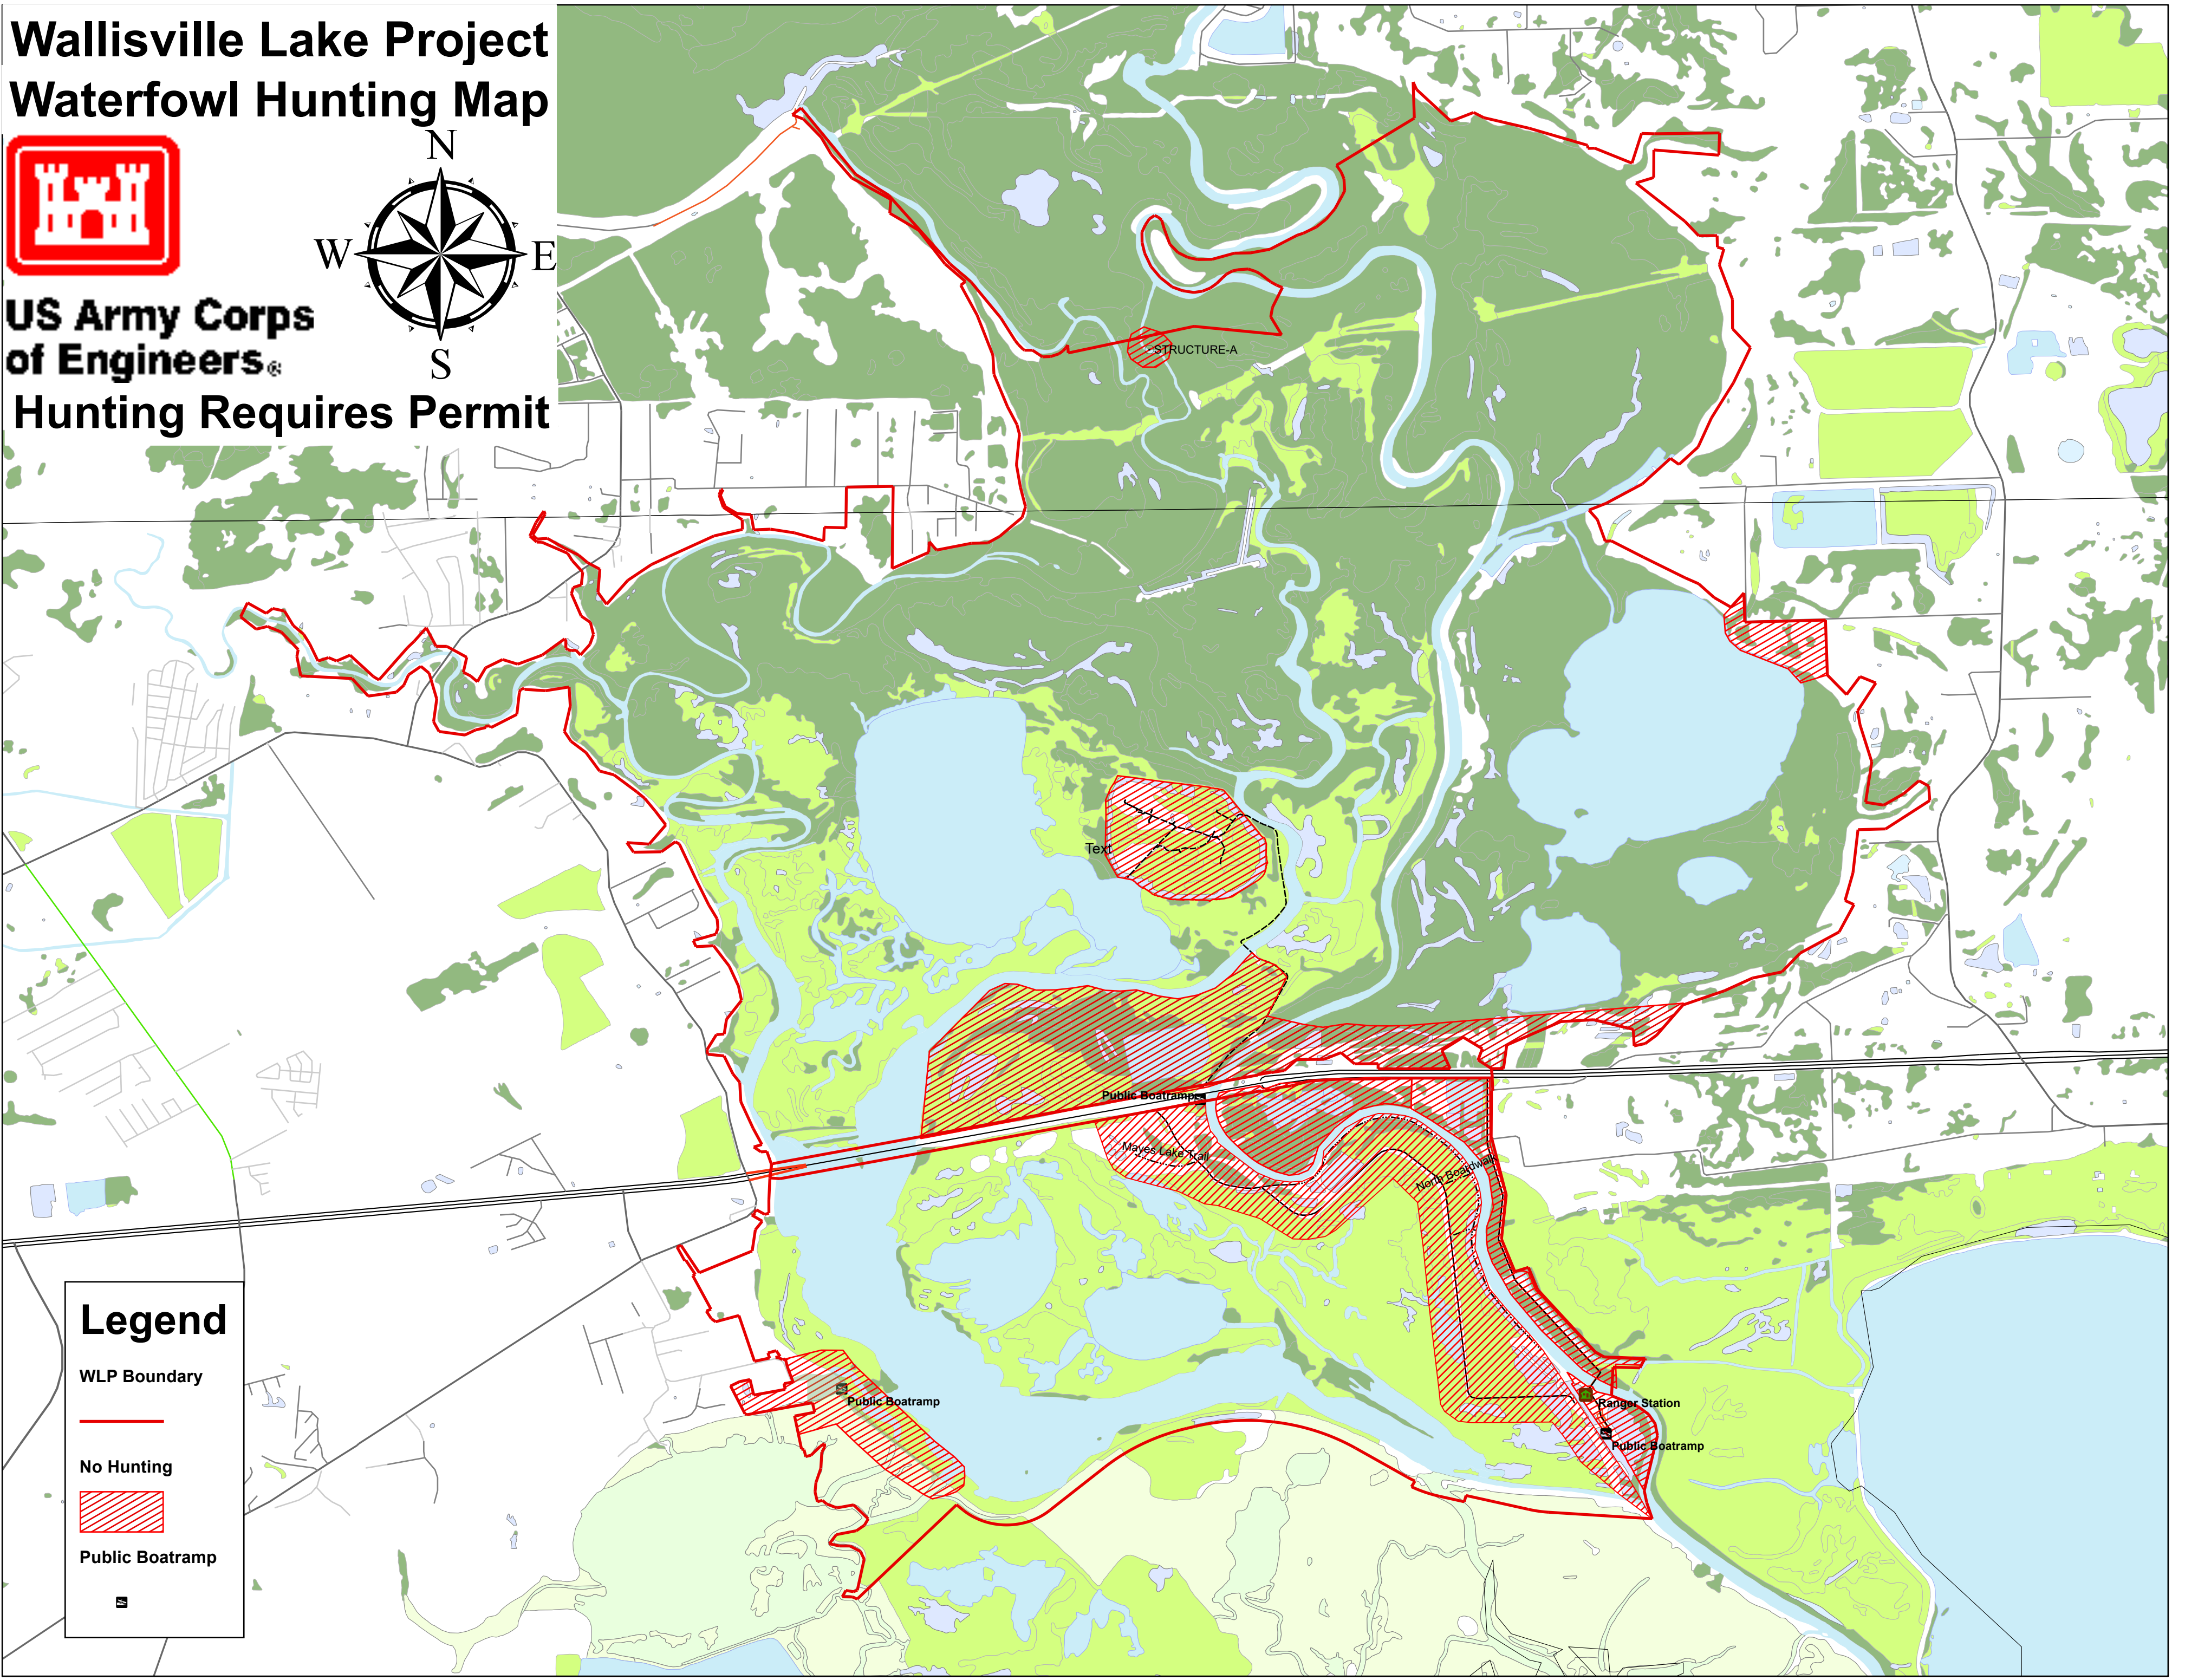 Wallisville Lake Project
Waterfowl Hunting Map
N
W
E
S
US Army Corps
of Engineers®
Hunting Requires Permit
STRUCTURE-A
Text
Public Boatramp
Mayes Lake Trail
North Boardwalk
Public Boatramp
Ranger Station
Public Boatramp
Legend
WLP Boundary
No Hunting
Public Boatramp